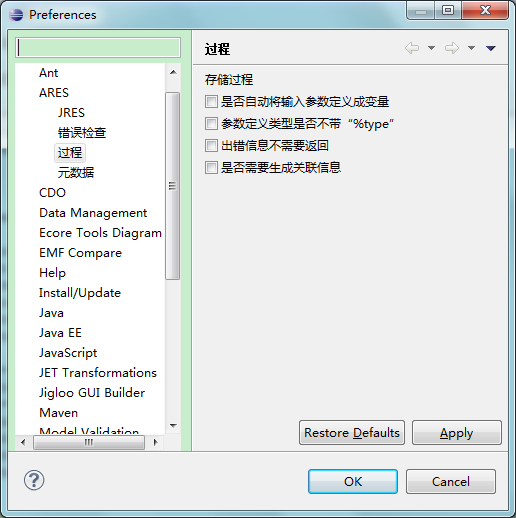 Preferences
Ant
ARES
JRES
错误检查
过程
元数据
CDO
Data Management
Ecore Tools Diagram
EMF Compare
Help
Install/Update
Java
Java EE
JavaScript
JET Transformations
Jigloo GUI Builder
Maven
Model Validation
过程
存储过程
是否自动将输入参数定义成变量
参数定义类型是否不带“%type”
出错信息不需要返回
是否需要生成关联信息
Restore Defaults
Apply
?
OK
Cancel